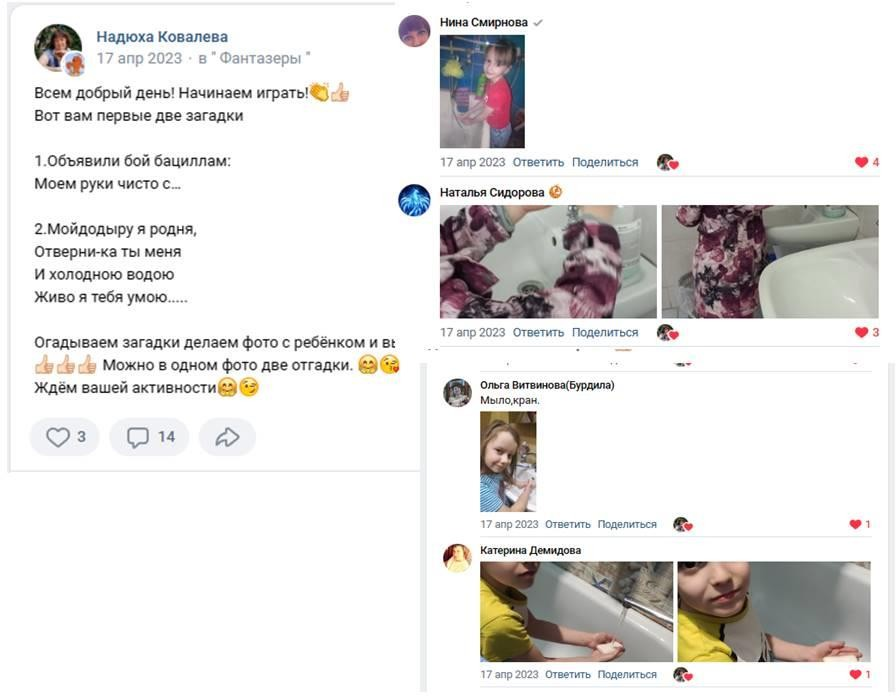 Надюха Ковалева
17 апр 2023 · в " Фантазеры "
Всем добрый день! Начинаем играть!👏👍
Вот вам первые две загадки
1.Объявили бой бациллам:
Моем руки чисто с...
2.Мойдодыру я родня,
Отверни-ка ты меня
И холодною водою
Живо я тебя умою.....
Огадываем загадки делаем фото с ребёнком и
👍👍👍 Можно в одном фото две отгадки. 🤗😘
Ждём вашей активности🤗😉
3 14
Нина Смирнова
17 апр 2023 Ответить Поделиться 4
Наталья Сидорова
17 апр 2023 Ответить Поделиться 3
Ольга Витвинова(Бурдила)
Мыло,кран.
17 апр 2023 Ответить Поделиться 1
Катерина Демидова
17 апр 2023 Ответить Поделиться 1